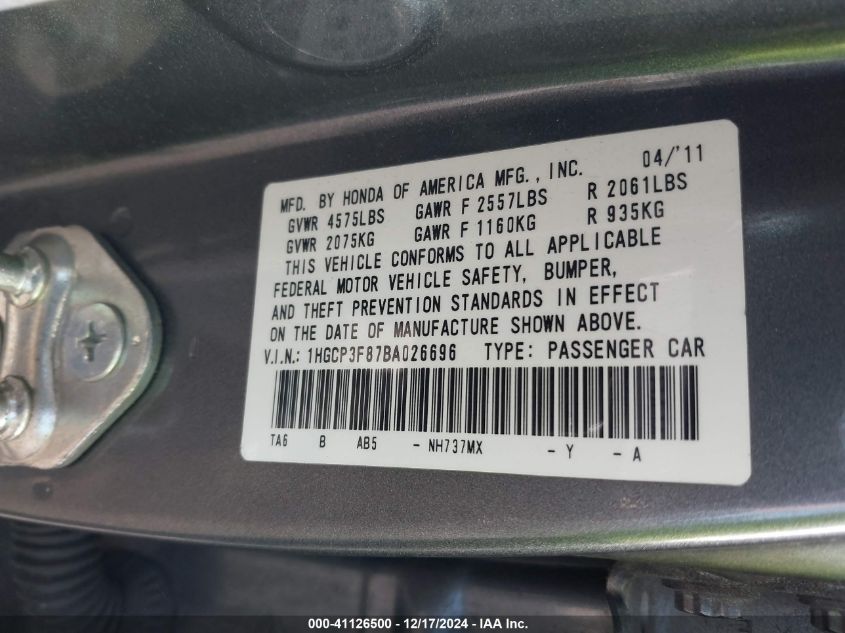 MFD. BY HONDA OF AMERICA MFG., INC. 04/'11
GVWR 4575LBS GAWR F 2557LBS R 2061LBS
GVWR 2075KG GAWR F 1160KG R 935KG
THIS VEHICLE CONFORMS TO ALL APPLICABLE
FEDERAL MOTOR VEHICLE SAFETY, BUMPER,
AND THEFT PREVENTION STANDARDS IN EFFECT
ON THE DATE OF MANUFACTURE SHOWN ABOVE.
V.I.N.: 1HGCP3F87BA026696 TYPE: PASSENGER CAR
TA6 B AB5 - NH737MX - Y - A
000-41126500 - 12/17/2024 - IAA Inc.